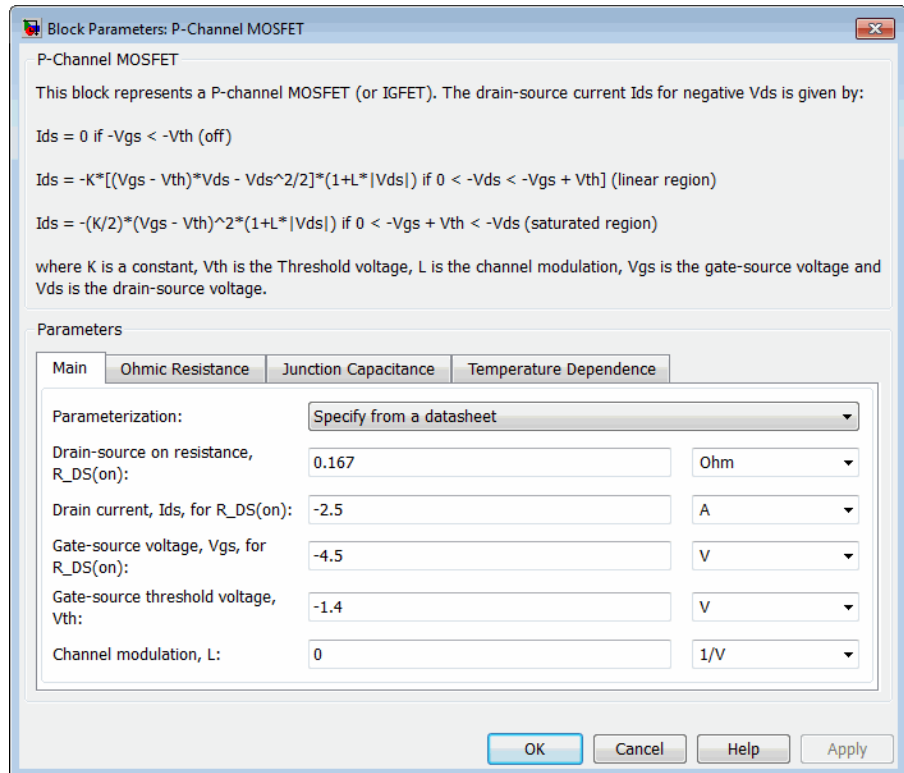 Block Parameters: P-Channel MOSFET
P-Channel MOSFET
This block represents a P-channel MOSFET (or IGFET). The drain-source current Ids for negative Vds is given by:
Ids = 0 if -Vgs < -Vth (off)
Ids = -K*[(Vgs - Vth)*Vds - Vds^2/2]*(1+L*|Vds|) if 0 < -Vds < -Vgs + Vth] (linear region)
Ids = -(K/2)*(Vgs - Vth)^2*(1+L*|Vds|) if 0 < -Vgs + Vth < -Vds (saturated region)
where K is a constant, Vth is the Threshold voltage, L is the channel modulation, Vgs is the gate-source voltage and
Vds is the drain-source voltage.
Parameters
Main Ohmic Resistance Junction Capacitance Temperature Dependence
Parameterization: Specify from a datasheet
Drain-source on resistance,
R_DS(on): 0.167 Ohm
Drain current, Ids, for R_DS(on): -2.5 A
Gate-source voltage, Vgs, for
R_DS(on): -4.5 V
Gate-source threshold voltage,
Vth: -1.4 V
Channel modulation, L: 0 1/V
OK Cancel Help Apply